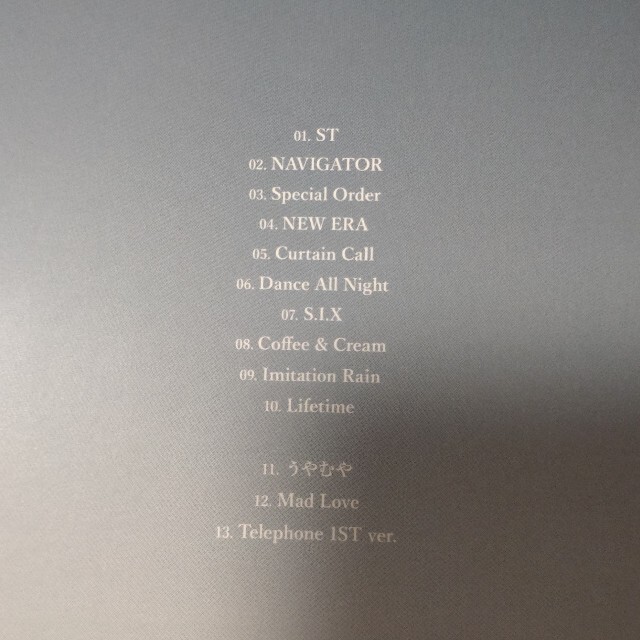 01. ST
02. NAVIGATOR
03. Special Order
04. NEW ERA
05. Curtain Call
06. Dance All Night
07. S.I.X
08. Coffee & Cream
09. Imitation Rain
10. Lifetime
11. うやむや
12. Mad Love
13. Telephone 1ST ver.